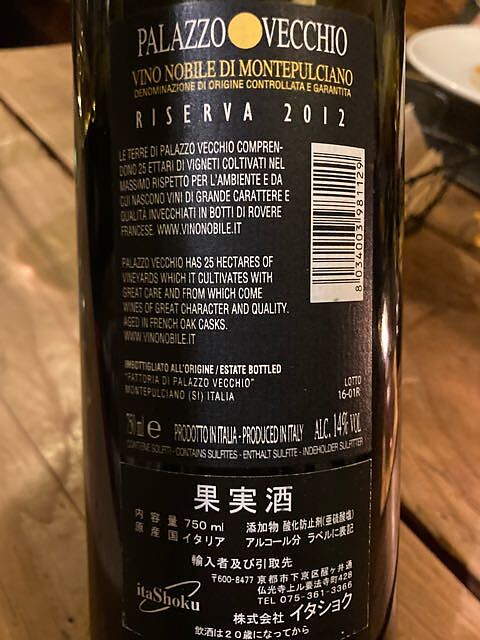 PALAZZO VECCHIO
VINO NOBILE DI MONTEPULCIANO
DENOMINAZIONE DI ORIGINE CONTROLLATA E GARANTITA
RISERVA 2012
LE TERRE DI PALAZZO VECCHIO COMPREN-
DONO 25 ETTARI DI VIGNETI COLTIVATI NEL
MASSIMO RISPETTO PER L'AMBIENTE E DA
CUI NASCONO VINI DI GRANDE CARATTERE E
QUALITA INVECCHIATI IN BOTTI DI ROVERE
FRANCESE. WWW.VINONOBILE.IT
8034003981129
PALAZZO VECCHIO HAS 25 HECTARES OF
VINEYARDS WHICH IT CULTIVATES WITH
GREAT CARE AND FROM WHICH COME
WINES OF GREAT CHARACTER AND QUALITY.
AGED IN FRENCH OAK CASKS.
WWW.VINONOBILE.IT
IMBOTTIGLIATO ALL'ORIGINE / ESTATE BOTTLED
"FATTORIA DI PALAZZO VECCHIO"
MONTEPULCIANO (SI) ITALIA
LOTTO
16-01R
750 ml e PRODOTTO IN ITALIA - PRODUCED IN ITALY ALC. 14% VOL
CONTIENE SOLFITI - CONTAINS SULFITES - ENTHALT SULFITE - INDEHOLDER SULFITTER
果実酒
内容量 750 ml 添加物 酸化防止剤(亜硫酸塩)
原産国 イタリア アルコール分 ラベルに表記
輸入者及び引取先
〒600-8477 京都市下京区醒ヶ井通
仏光寺上ル要法寺町428
TEL 075-361-3366
itaShoku
株式会社 イタショク
飲酒は20歳になってから